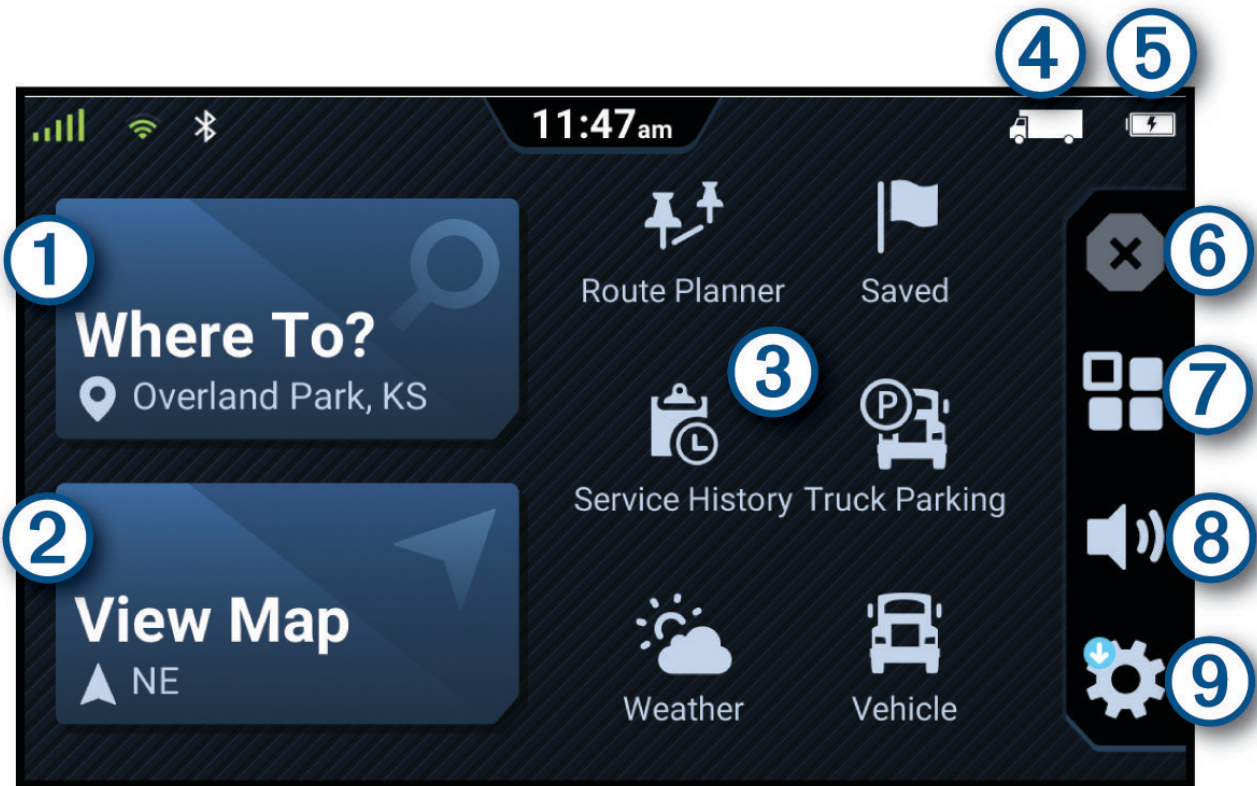 4 5
11:47am
1
Where To?
Overland Park, KS
Route Planner Saved
6
3
7
Service History Truck Parking
P
2
View Map
NE
8
Weather Vehicle
9